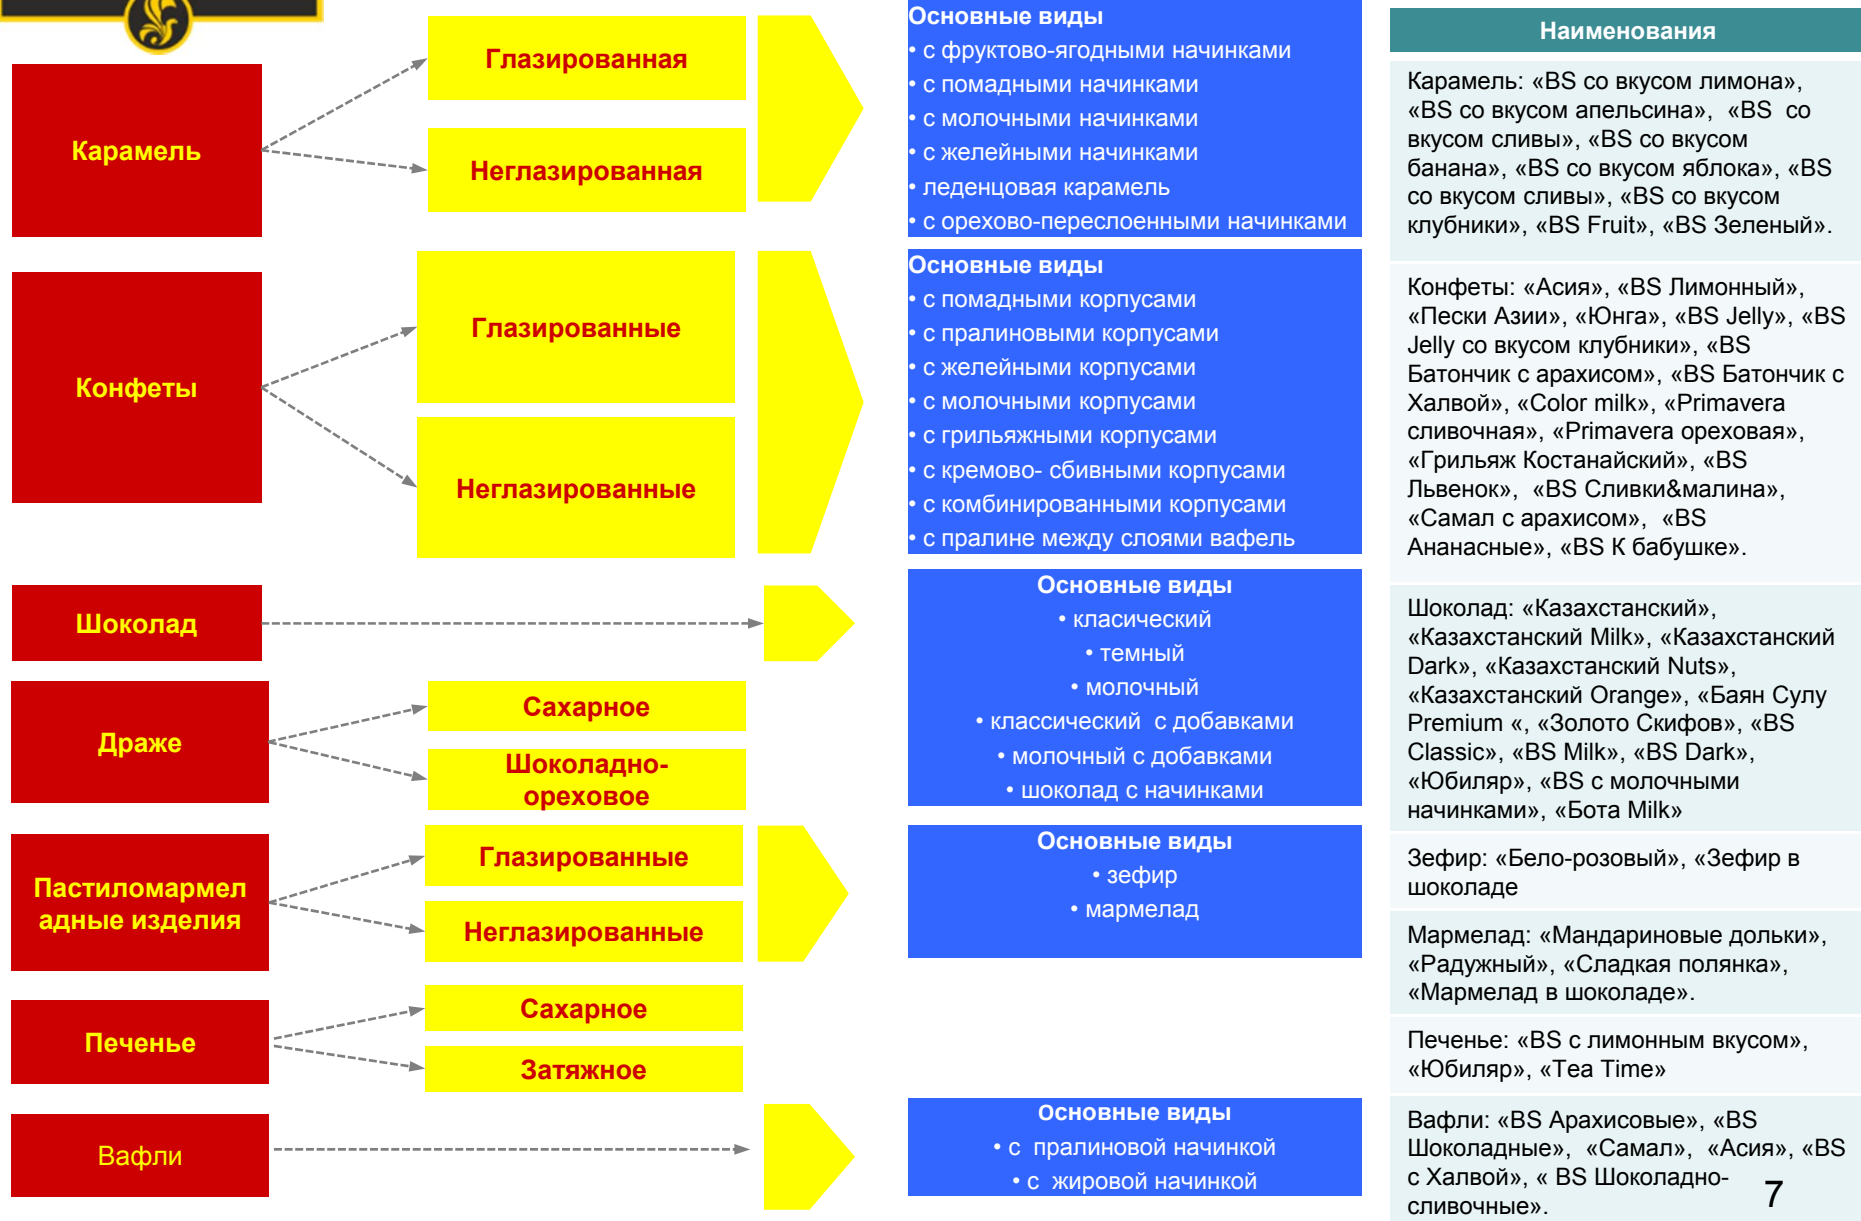 Карамель
Глазированная
Неглазированная
Основные виды
• с фруктово-ягодными начинками
• с помадными начинками
• с молочными начинками
• с желейными начинками
• леденцовая карамель
• с орехово-переслоенными начинками
Конфеты
Глазированные
Неглазированные
Основные виды
• с помадными корпусами
• с пралиновыми корпусами
• с желейными корпусами
• с молочными корпусами
• с грильяжными корпусами
• с кремово- сбивными корпусами
• с комбинированными корпусами
• с пралине между слоями вафель
Шоколад
Основные виды
• класический
• темный
• молочный
• классический с добавками
• молочный с добавками
• шоколад с начинками
Драже
Сахарное
Шоколадно-
ореховое
Пастиломармел
адные изделия
Глазированные
Неглазированные
Основные виды
• зефир
• мармелад
Печенье
Сахарное
Затяжное
Вафли
Основные виды
• с пралиновой начинкой
• с жировой начинкой
Наименования
Карамель: «BS со вкусом лимона»,
«BS со вкусом апельсина», «BS со
вкусом сливы», «BS со вкусом
банана», «BS со вкусом яблока», «BS
со вкусом сливы», «BS со вкусом
клубники», «BS Fruit», «BS Зеленый».
Конфеты: «Асия», «BS Лимонный»,
«Пески Азии», «Юнга», «BS Jelly», «BS
Jelly со вкусом клубники», «BS
Батончик с арахисом», «BS Батончик с
Халвой», «Color milk», «Primavera
сливочная», «Primavera ореховая»,
«Грильяж Костанайский», «BS
Львенок», «BS Сливки&малина»,
«Самал с арахисом», «BS
Ананасные», «BS К бабушке».
Шоколад: «Казахстанский»,
«Казахстанский Milk», «Казахстанский
Dark», «Казахстанский Nuts»,
«Казахстанский Orange», «Баян Сулу
Premium «, «Золото Скифов», «BS
Classic», «BS Milk», «BS Dark»,
«Юбиляр», «BS с молочными
начинками», «Бота Milk»
Зефир: «Бело-розовый», «Зефир в
шоколаде
Мармелад: «Мандариновые дольки»,
«Радужный», «Сладкая полянка»,
«Мармелад в шоколаде».
Печенье: «BS с лимонным вкусом»,
«Юбиляр», «Tea Time»
Вафли: «BS Арахисовые», «BS
Шоколадные», «Самал», «Асия», «BS
с Халвой», « BS Шоколадно-
сливочные».
7